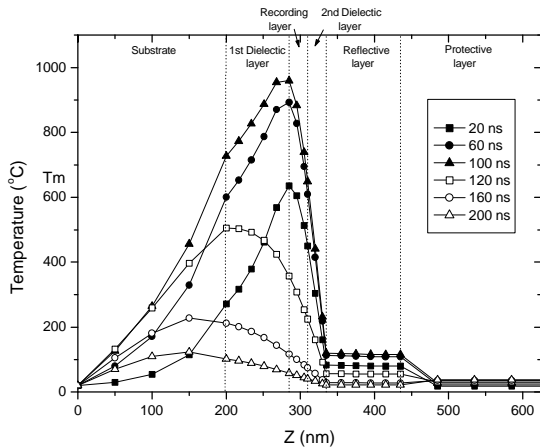 Recording layer
2nd Dielectric layer
Substrate
1st Dielectric layer
Reflective layer
Protective layer
1000
800
Tm
600
400
200
0
Temperature (°C)
20 ns
60 ns
100 ns
120 ns
160 ns
200 ns
0 100 200 300 400 500 600
Z (nm)